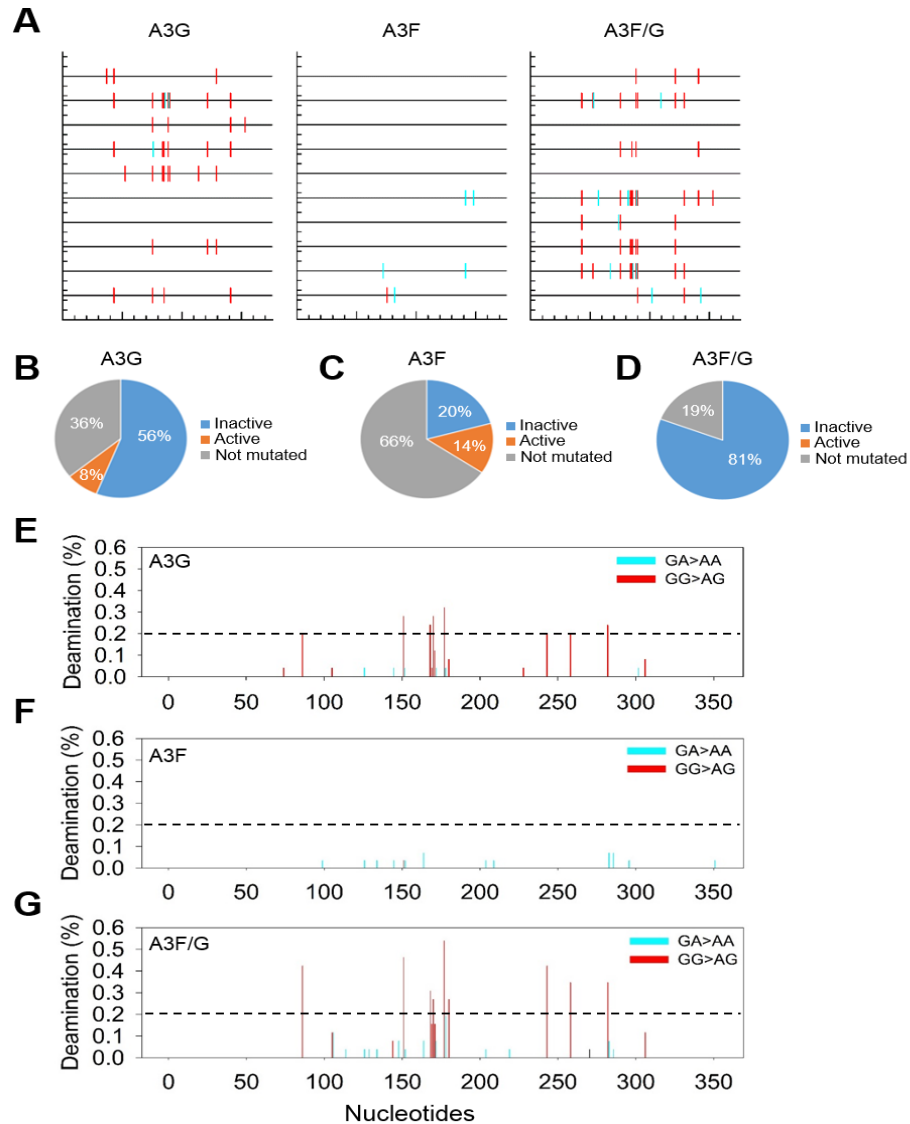 A
A3G A3F A3F/G
B A3G
36% 56% 8%
Inactive
Active
Not mutated
C A3F
20% 66% 14%
Inactive
Active
Not mutated
D A3F/G
19% 81%
Inactive
Active
Not mutated
E
Deamination (%)
0.6
0.5
0.4
0.3
0.2
0.1
0.0
A3G
GA>AA
GG>AG
0 50 100 150 200 250 300 350
F
Deamination (%)
0.6
0.5
0.4
0.3
0.2
0.1
0.0
A3F
GA>AA
GG>AG
0 50 100 150 200 250 300 350
G
Deamination (%)
0.6
0.5
0.4
0.3
0.2
0.1
0.0
A3F/G
GA>AA
GG>AG
0 50 100 150 200 250 300 350
Nucleotides